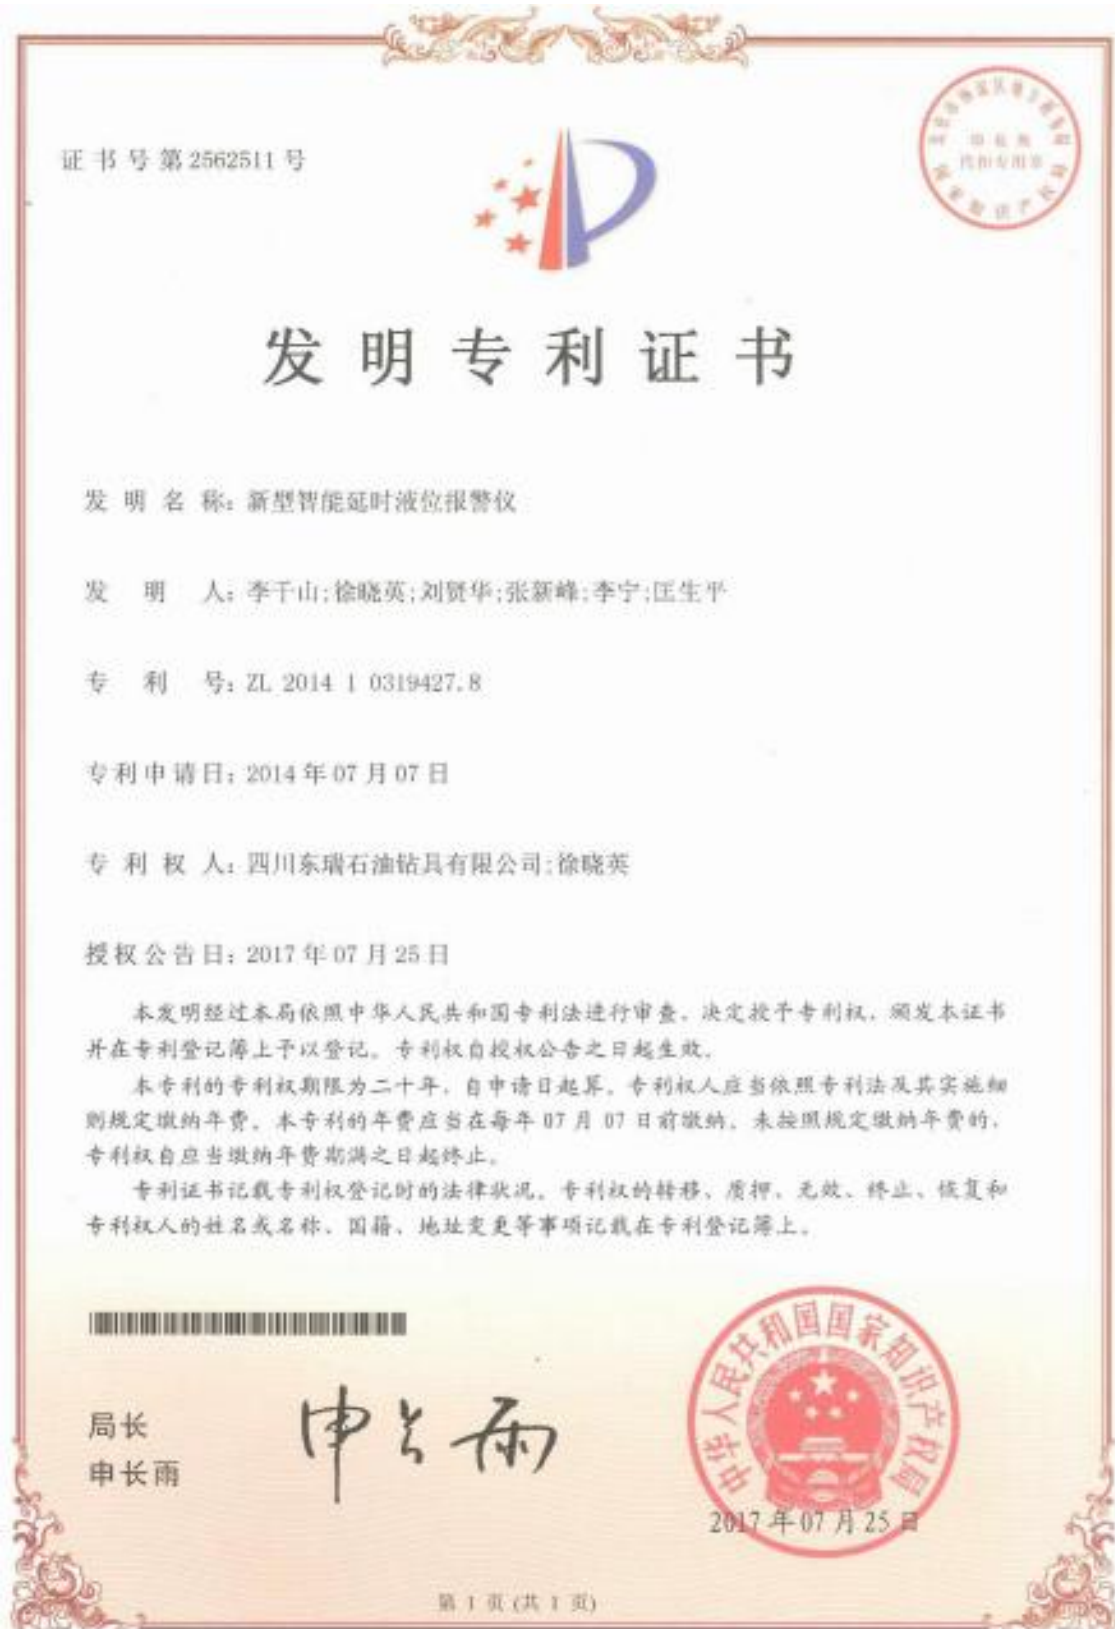 证书号第2562511号
印花税
代扣专用章
发明专利证书
发明名称：新型智能延时液位报警仪
发明人：李千山;徐晓英;刘贤华;张新峰;李宁;匡生平
专利号：ZL 2014 1 0319427.8
专利申请日：2014年07月07日
专利权人：四川东瑞石油钻具有限公司;徐晓英
授权公告日：2017年07月25日
本发明经过本局依照中华人民共和国专利法进行审查，决定授予专利权，颁发本证书
并在专利登记簿上予以登记。专利权自授权公告之日起生效。
本专利的专利权期限为二十年，自申请日起算。专利权人应当依照专利法及其实施细
则规定缴纳年费。本专利的年费应当在每年07月07日前缴纳。未按照规定缴纳年费的，
专利权自应当缴纳年费期满之日起终止。
专利证书记载专利权登记时的法律状况。专利权的转移、质押、无效、终止、恢复和
专利权人的姓名或名称、国籍、地址变更等事项记载在专利登记簿上。
局长
申长雨
申长雨
中华人民共和国国家知识产权局
2017年07月25日
第 1 页 (共 1 页)